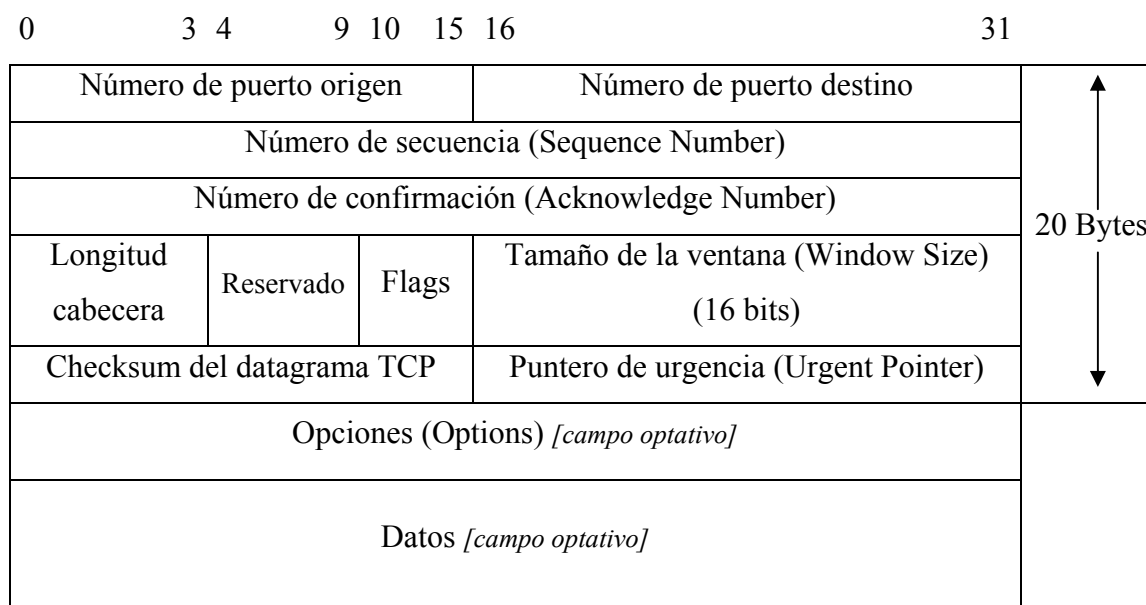 0 3 4 9 10 15 16 31
Número de puerto origen Número de puerto destino
Número de secuencia (Sequence Number)
Número de confirmación (Acknowledge Number)
20 Bytes
Longitud cabecera Reservado Flags Tamaño de la ventana (Window Size) (16 bits)
Checksum del datagrama TCP Puntero de urgencia (Urgent Pointer)
Opciones (Options) [campo optativo]
Datos [campo optativo]